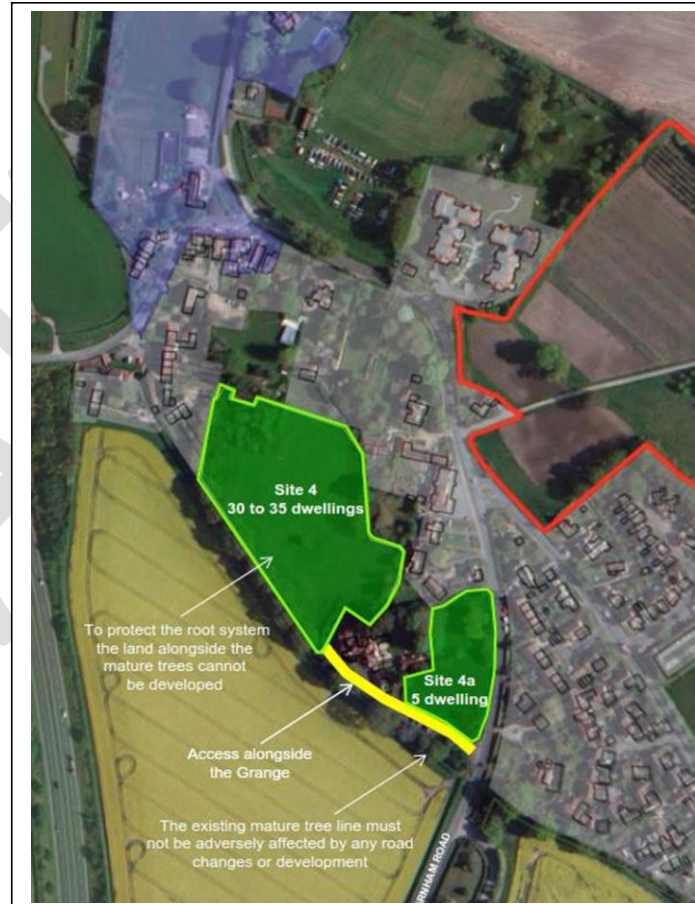 Site 4
30 to 35 dwellings
To protect the root system
the land alongside the
mature trees cannot
be developed
Site 4a
5 dwelling
Access alongside
the Grange
The existing mature tree line must
not be adversely affected by any road
changes or development
RNHAM ROAD